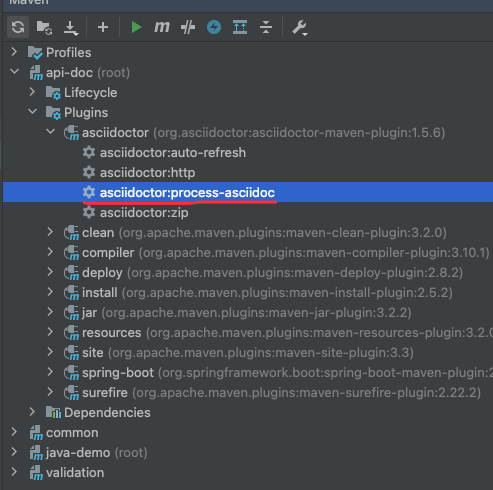 Maven
Profiles
api-doc (root)
Lifecycle
Plugins
asciidoctor (org.asciidoctor:asciidoctor-maven-plugin:1.5.6)
asciidoctor:auto-refresh
asciidoctor:http
asciidoctor:process-asciidoc
asciidoctor:zip
clean (org.apache.maven.plugins:maven-clean-plugin:3.2.0)
compiler (org.apache.maven.plugins:maven-compiler-plugin:3.10.1)
deploy (org.apache.maven.plugins:maven-deploy-plugin:2.8.2)
install (org.apache.maven.plugins:maven-install-plugin:2.5.2)
jar (org.apache.maven.plugins:maven-jar-plugin:3.2.2)
resources (org.apache.maven.plugins:maven-resources-plugin:3.2.0
site (org.apache.maven.plugins:maven-site-plugin:3.3)
spring-boot (org.springframework.boot:spring-boot-maven-plugin:2
surefire (org.apache.maven.plugins:maven-surefire-plugin:2.22.2)
Dependencies
common
java-demo (root)
validation